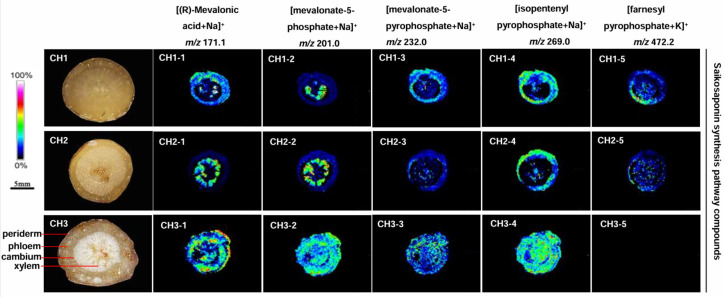 [(R)-Mevalonic [mevalonate-5- [mevalonate-5- [isopentenyl [farnesyl
acid+Na]⁺ phosphate+Na]⁺ pyrophosphate+Na]⁺ pyrophosphate+Na]⁺ pyrophosphate+K]⁺
m/z 171.1 m/z 201.0 m/z 232.0 m/z 269.0 m/z 472.2
CH1 CH1-1 CH1-2 CH1-3 CH1-4 CH1-5
100%
0%
5mm
CH2 CH2-1 CH2-2 CH2-3 CH2-4 CH2-5
CH3 CH3-1 CH3-2 CH3-3 CH3-4 CH3-5
periderm
phloem
cambium
xylem
Saikosaponin synthesis pathway compounds